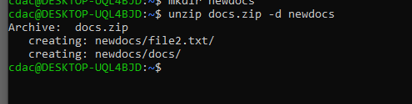 cdac@DESKTOP-UQL4BJD:~$ mkdir newdocs
cdac@DESKTOP-UQL4BJD:~$ unzip docs.zip -d newdocs
Archive:  docs.zip
   creating: newdocs/file2.txt/
   creating: newdocs/docs/
cdac@DESKTOP-UQL4BJD:~$